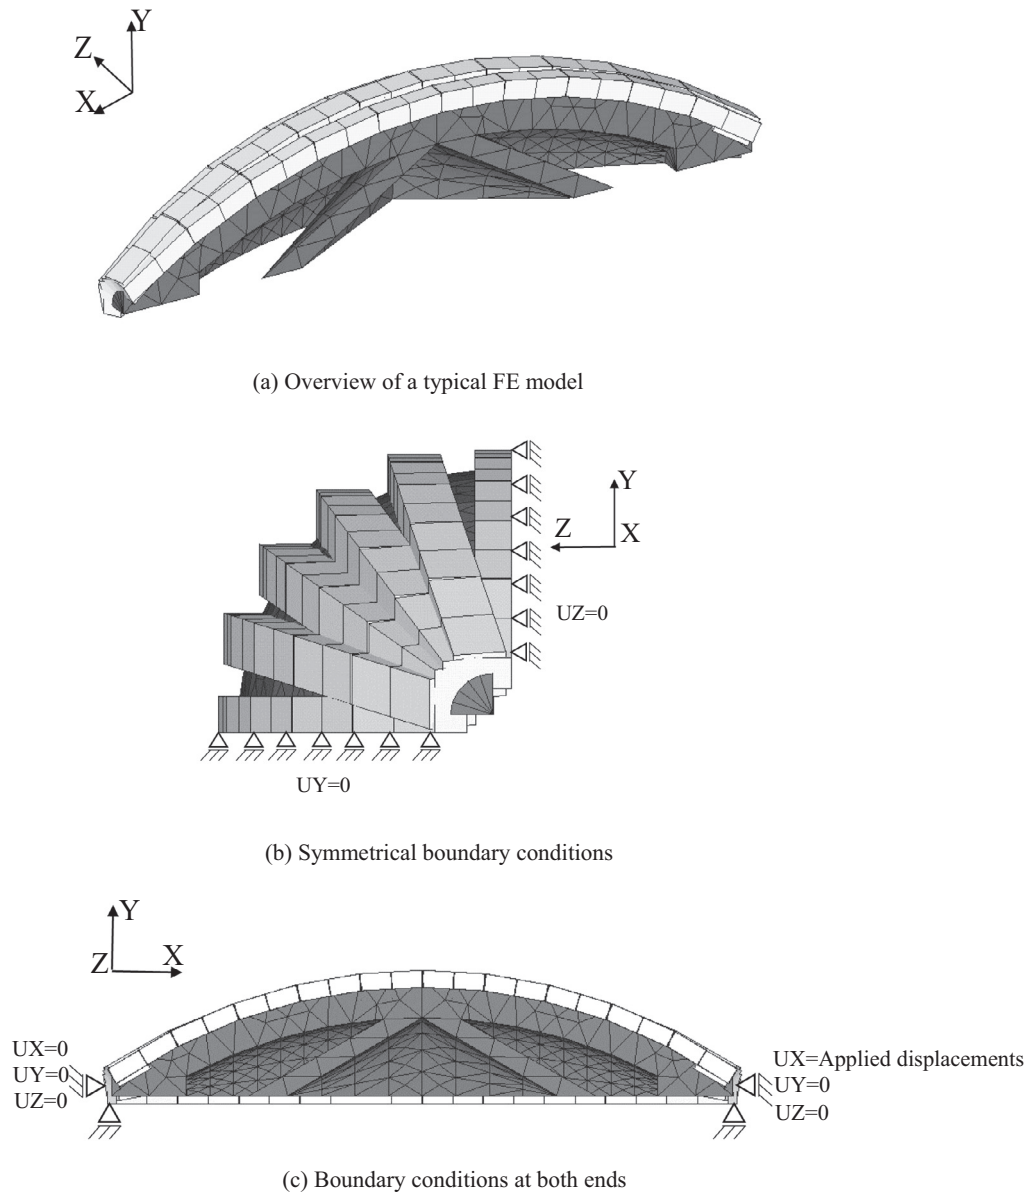 Y
Z
X
(a) Overview of a typical FE model
Y
Z
X
UZ=0
UY=0
(b) Symmetrical boundary conditions
Y
Z
X
UX=0
UY=0
UZ=0
UX=Applied displacements
UY=0
UZ=0
(c) Boundary conditions at both ends